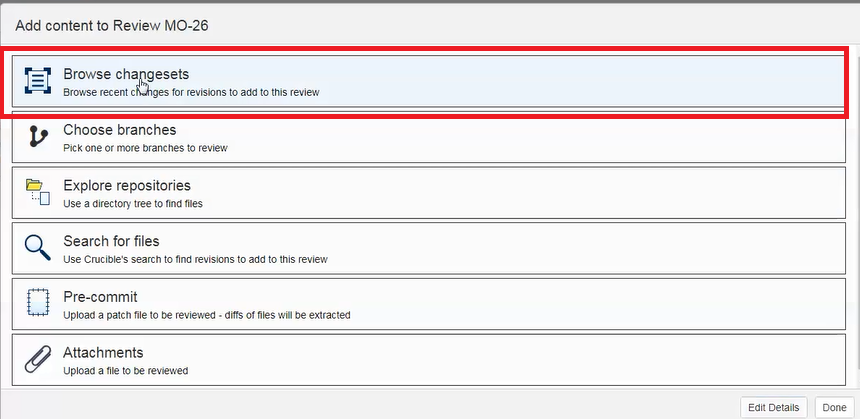 Add content to Review MO-26
Browse changesets
Browse recent changes for revisions to add to this review
Choose branches
Pick one or more branches to review
Explore repositories
Use a directory tree to find files
Search for files
Use Crucible's search to find revisions to add to this review
Pre-commit
Upload a patch file to be reviewed - diffs of files will be extracted
Attachments
Upload a file to be reviewed
Edit Details Done